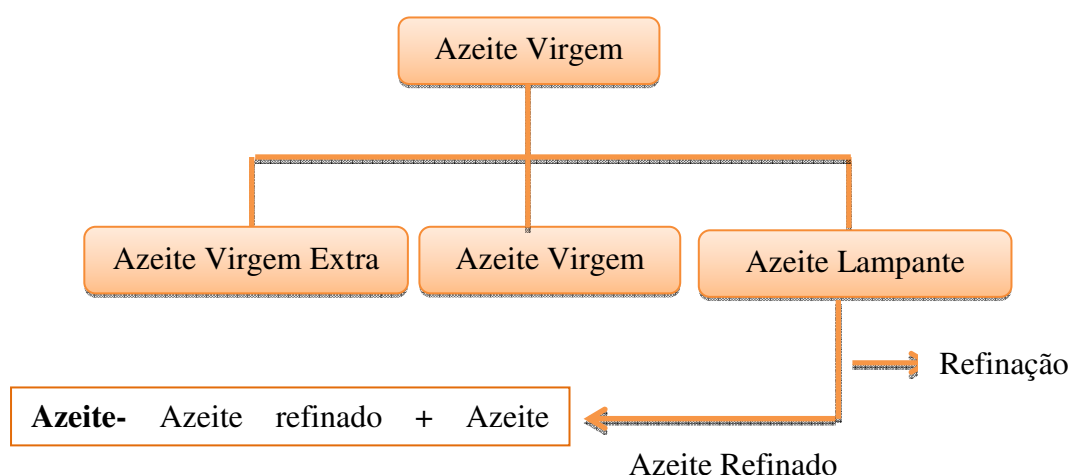 Azeite Virgem
Azeite Virgem Extra
Azeite Virgem
Azeite Lampante
Refinação
Azeite- Azeite refinado + Azeite
Azeite Refinado